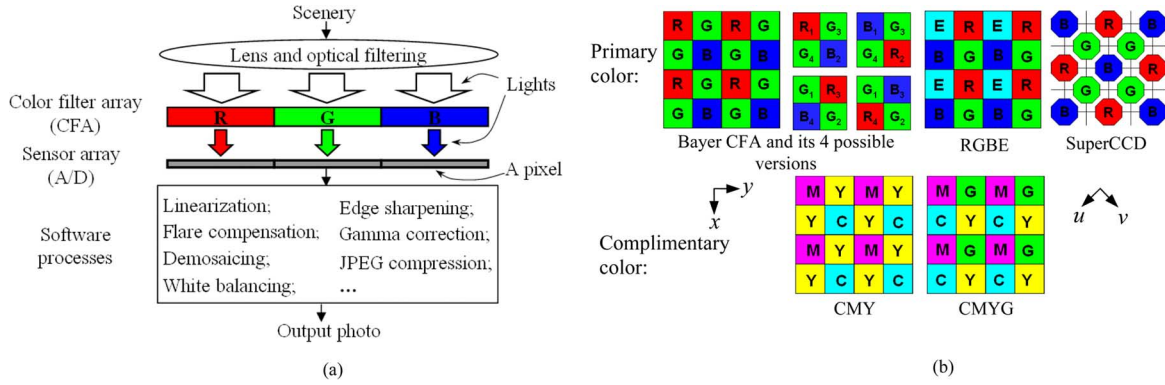 Scenery
Lens and optical filtering
Lights
Color filter array
(CFA)
R G B
Sensor array
(A/D)
A pixel
Software
processes
Linearization;
Flare compensation;
Demosaicing;
White balancing;
Edge sharpening;
Gamma correction;
JPEG compression;
...
Output photo
(a)
Primary
color:
R G R G
G B G B
R G R G
G B G B
R1 G3
G4 B2
B1 G3
G4 R2
G1 R3
B4 G2
G1 B3
R4 G2
Bayer CFA and its 4 possible
versions
E R E R
B G B G
E R E R
B G B G
RGBE
B R B
G G
R B R
G G
B R B
SuperCCD
y
x
u v
Complimentary
color:
M Y M Y
Y C Y C
M Y M Y
Y C Y C
CMY
M G M G
C Y C Y
M G M G
C Y C Y
CMYG
(b)